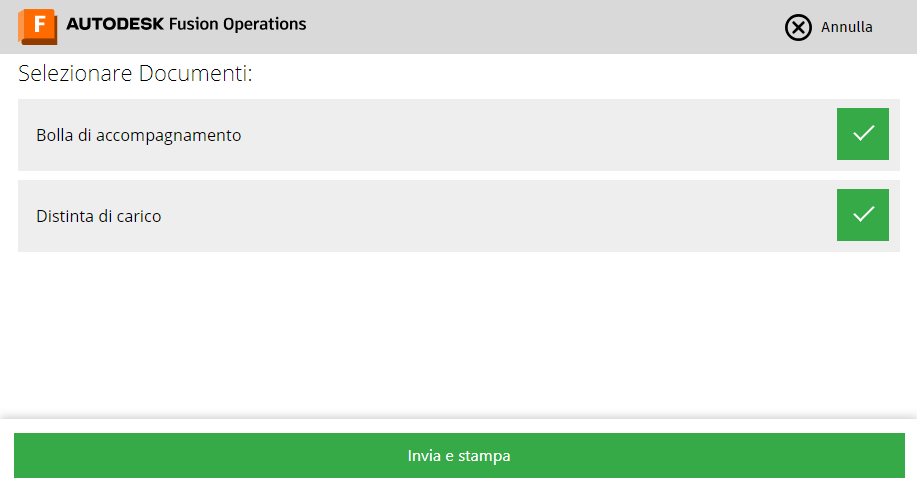 F AUTODESK Fusion Operations
Annulla
Selezionare Documenti:
Bolla di accompagnamento
Distinta di carico
Invia e stampa